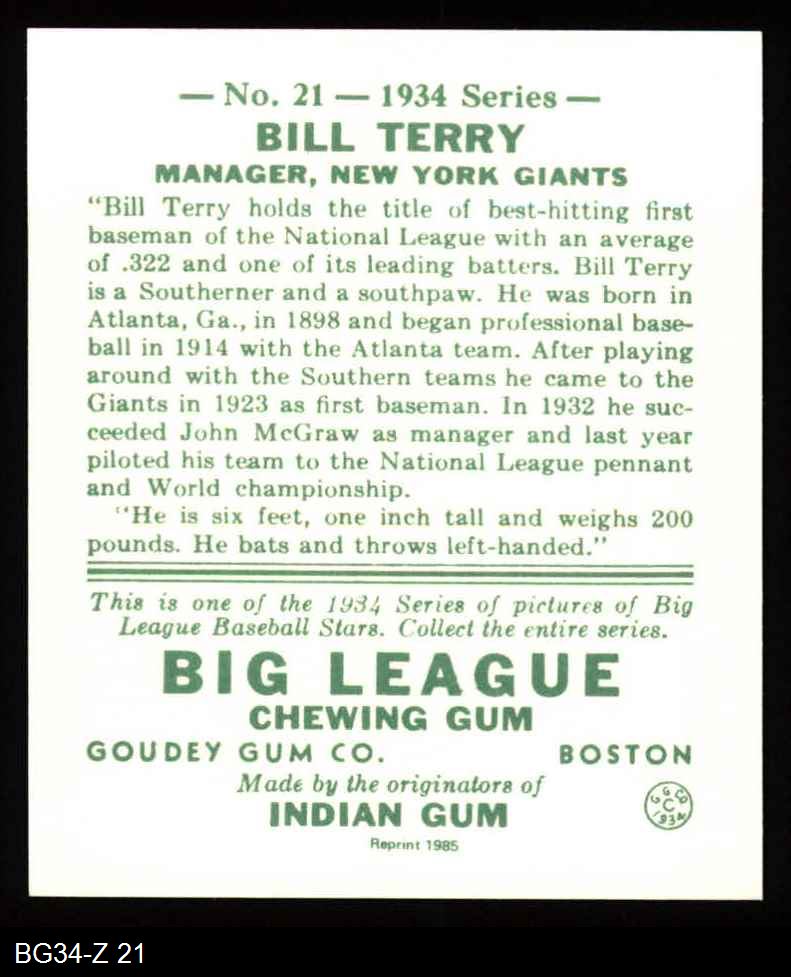 — No. 21 — 1934 Series —
BILL TERRY
MANAGER, NEW YORK GIANTS
"Bill Terry holds the title of best-hitting first
baseman of the National League with an average
of .322 and one of its leading batters. Bill Terry
is a Southerner and a southpaw. He was born in
Atlanta, Ga., in 1898 and began professional base-
ball in 1914 with the Atlanta team. After playing
around with the Southern teams he came to the
Giants in 1923 as first baseman. In 1932 he suc-
ceeded John McGraw as manager and last year
piloted his team to the National League pennant
and World championship.
"He is six feet, one inch tall and weighs 200
pounds. He bats and throws left-handed."
This is one of the 1934 Series of pictures of Big
League Baseball Stars. Collect the entire series.
BIG LEAGUE
CHEWING GUM
GOUDEY GUM CO. BOSTON
Made by the originators of
INDIAN GUM
GGCO
C
1934
Reprint 1985
BG34-Z 21